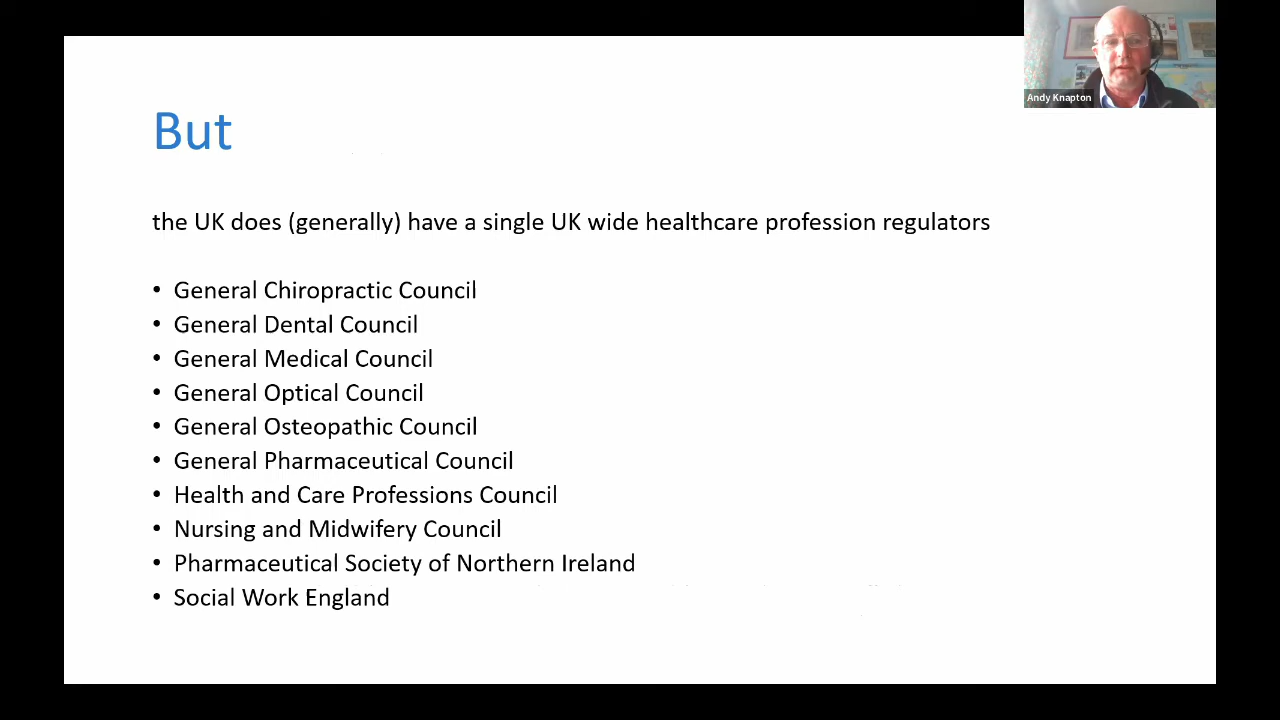 Andy Knapton
But
the UK does (generally) have a single UK wide healthcare profession regulators
• General Chiropractic Council
• General Dental Council
• General Medical Council
• General Optical Council
• General Osteopathic Council
• General Pharmaceutical Council
• Health and Care Professions Council
• Nursing and Midwifery Council
• Pharmaceutical Society of Northern Ireland
• Social Work England